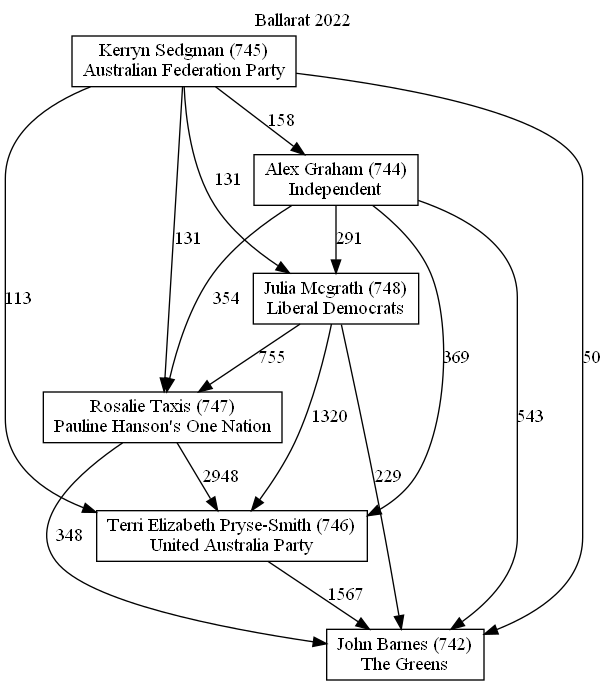 Ballarat 2022
Kerryn Sedgman (745)
Australian Federation Party
158
Alex Graham (744)
Independent
131
131
291
Julia Mcgrath (748)
Liberal Democrats
113
354
755
369
50
Rosalie Taxis (747)
Pauline Hanson's One Nation
1320
543
2948
229
348
Terri Elizabeth Pryse-Smith (746)
United Australia Party
1567
John Barnes (742)
The Greens